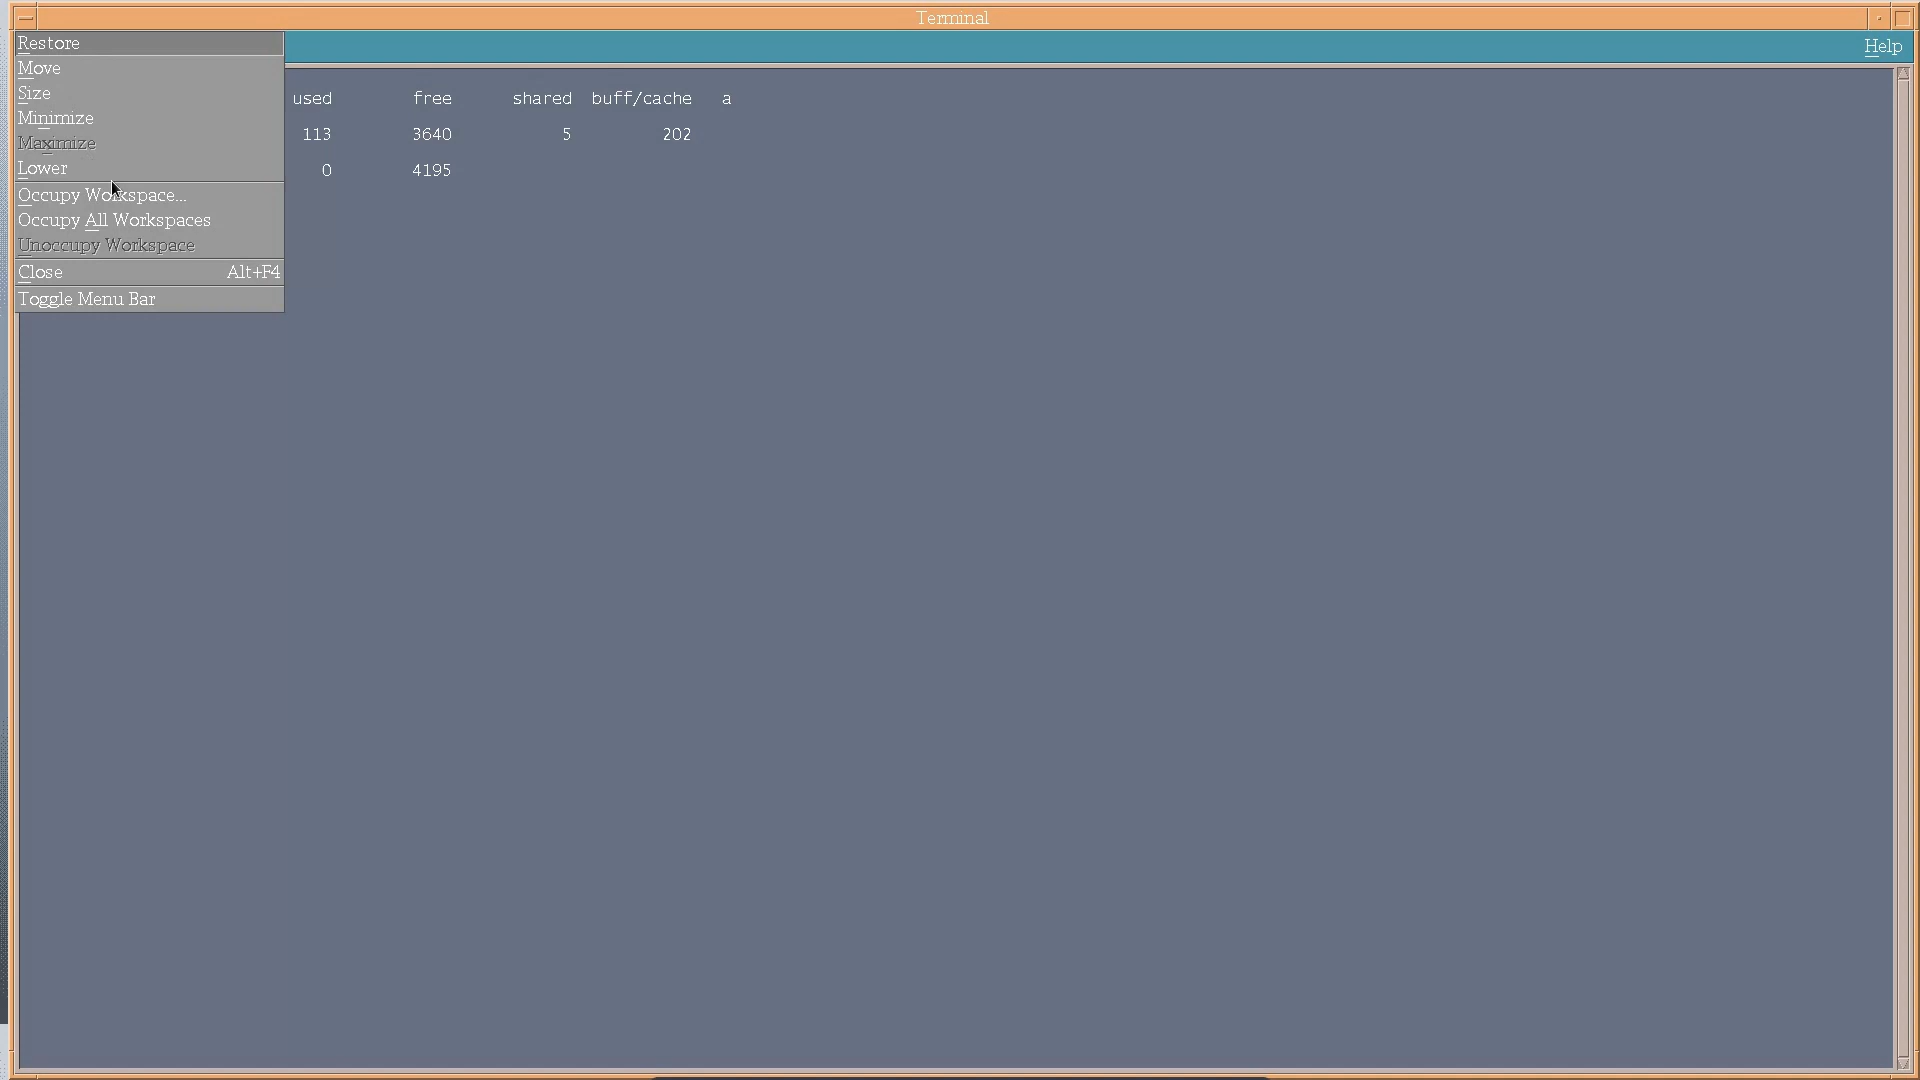 Terminal
Restore
Help
Move
Size
used free shared buff/cache a
Minimize
113 3640 5 202
Maximize
Lower
0 4195
Occupy Workspace...
Occupy All Workspaces
Unoccupy Workspace
Close Alt+F4
Toggle Menu Bar